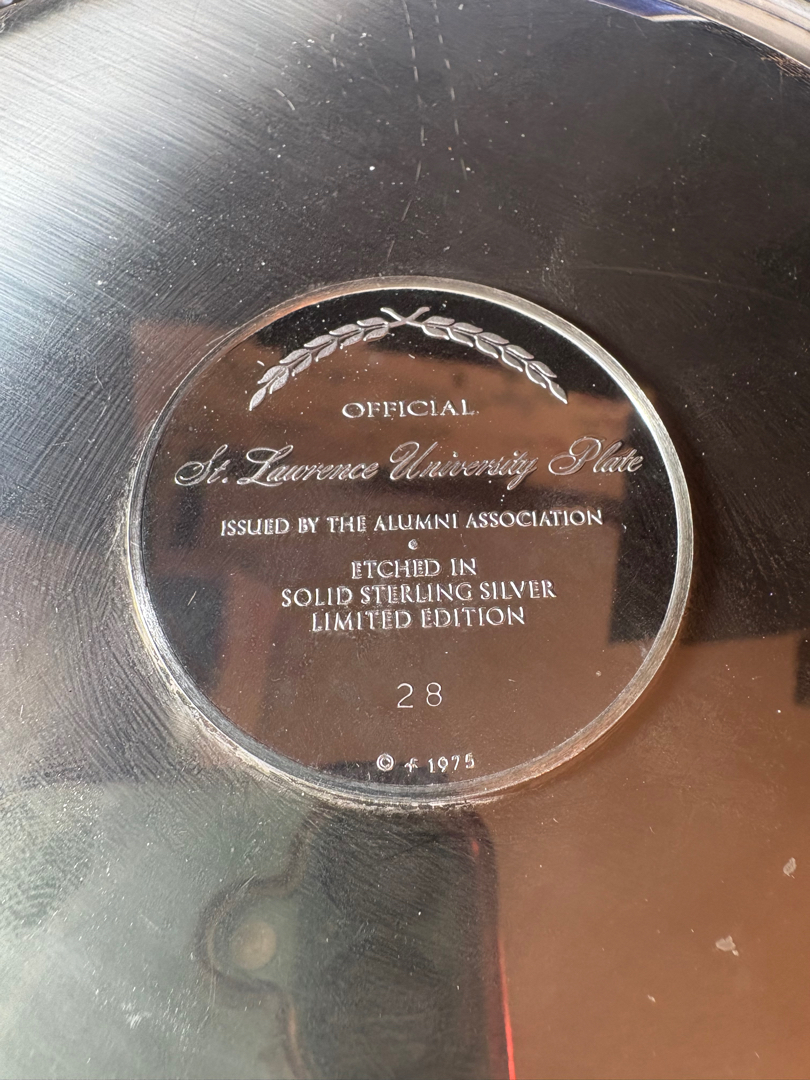 OFFICIAL
St. Lawrence University Plate
ISSUED BY THE ALUMNI ASSOCIATION
ETCHED IN
SOLID STERLING SILVER
LIMITED EDITION
28
© f 1975